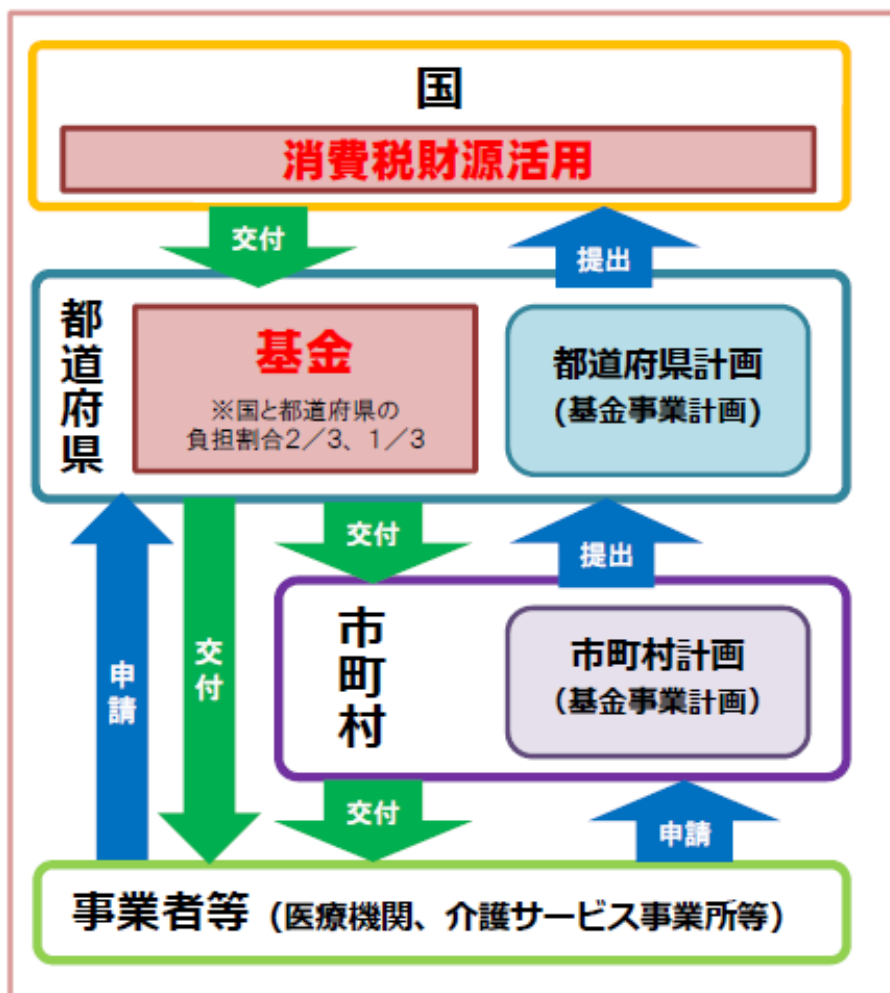 国
消費税財源活用
交付
提出
都道府県
基金
※国と都道府県の
負担割合2／3、1／3
都道府県計画
(基金事業計画)
交付
提出
申請
交付
市町村
市町村計画
（基金事業計画）
交付
申請
事業者等（医療機関、介護サービス事業所等）